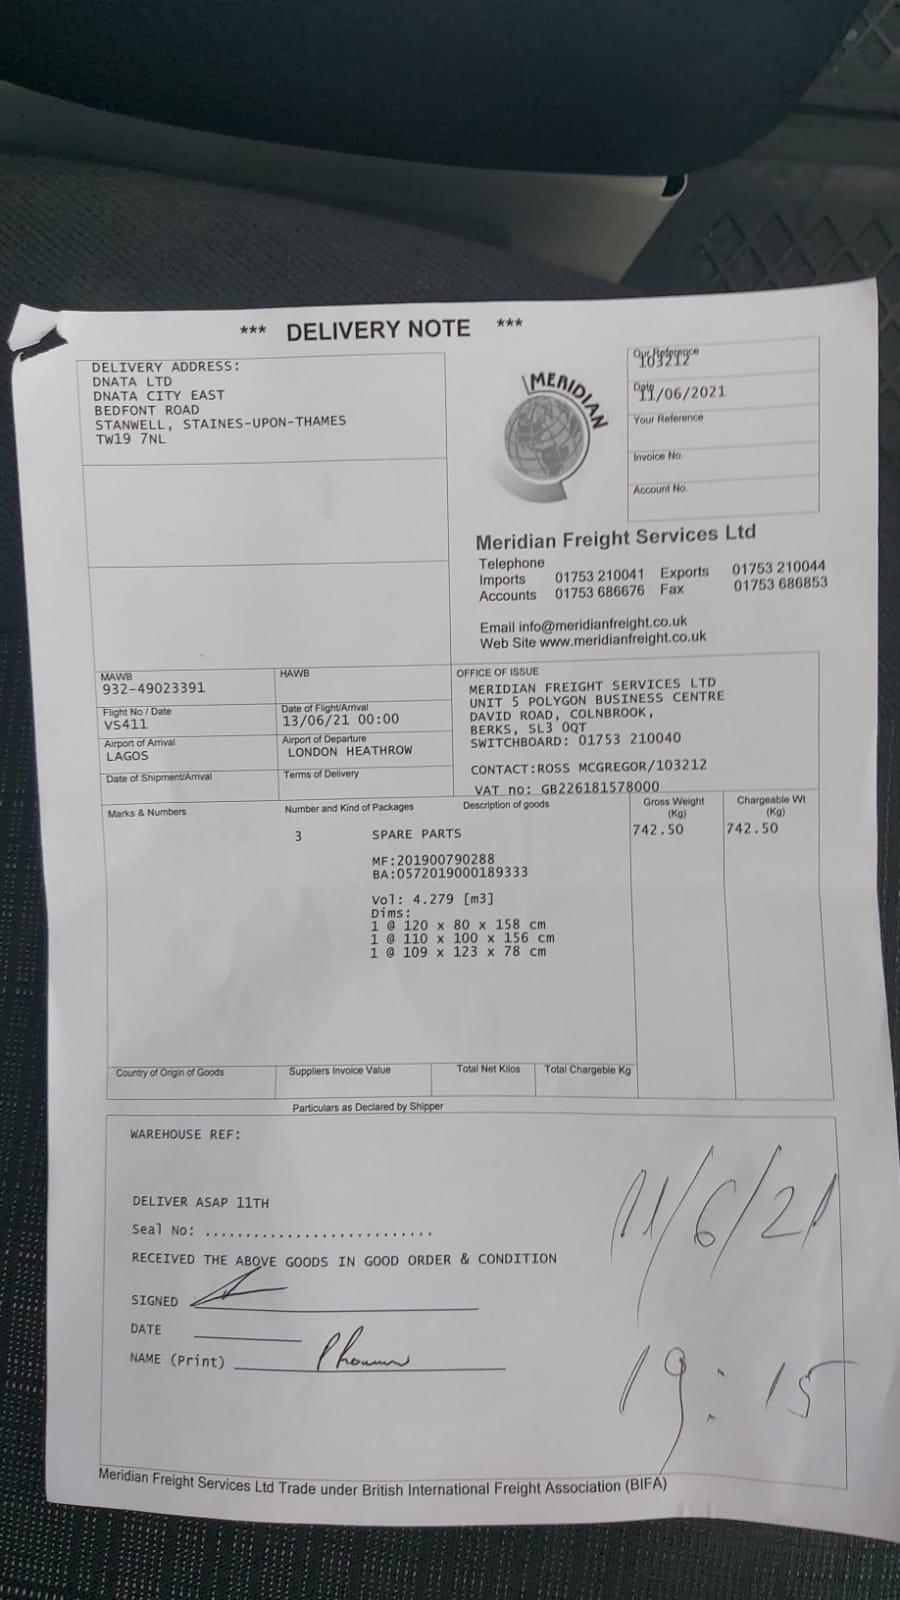 *** DELIVERY NOTE ***
DELIVERY ADDRESS:
DNATA LTD
DNATA CITY EAST
BEDFONT ROAD
STANWELL, STAINES-UPON-THAMES
TW19 7NL
MERIDIAN
Our Reference
103212
Date
11/06/2021
Your Reference
Invoice No.
Account No.
Meridian Freight Services Ltd
Telephone
Imports 01753 210041 Exports 01753 210044
Accounts 01753 686676 Fax 01753 686853
Email info@meridianfreight.co.uk
Web Site www.meridianfreight.co.uk
MAWB
932-49023391
HAWB
Flight No / Date
VS411
Date of Flight/Arrival
13/06/21 00:00
Airport of Arrival
LAGOS
Airport of Departure
LONDON HEATHROW
Date of Shipment/Arrival
Terms of Delivery
OFFICE OF ISSUE
MERIDIAN FREIGHT SERVICES LTD
UNIT 5 POLYGON BUSINESS CENTRE
DAVID ROAD, COLNBROOK,
BERKS, SL3 0QT
SWITCHBOARD: 01753 210040
CONTACT:ROSS MCGREGOR/103212
VAT no: GB226181578000
Marks & Numbers
Number and Kind of Packages
Description of goods
Gross Weight
(Kg)
Chargeable Wt
(Kg)
3 SPARE PARTS 742.50 742.50
MF:201900790288
BA:0572019000189333
Vol: 4.279 [m3]
Dims:
1 @ 120 x 80 x 158 cm
1 @ 110 x 100 x 156 cm
1 @ 109 x 123 x 78 cm
Country of Origin of Goods
Suppliers Invoice Value
Total Net Kilos
Total Chargeble Kg
Particulars as Declared by Shipper
WAREHOUSE REF:
DELIVER ASAP 11TH
Seal No: ............................
RECEIVED THE ABOVE GOODS IN GOOD ORDER & CONDITION
SIGNED
DATE
NAME (Print)
11/6/21
19:15
Meridian Freight Services Ltd Trade under British International Freight Association (BIFA)